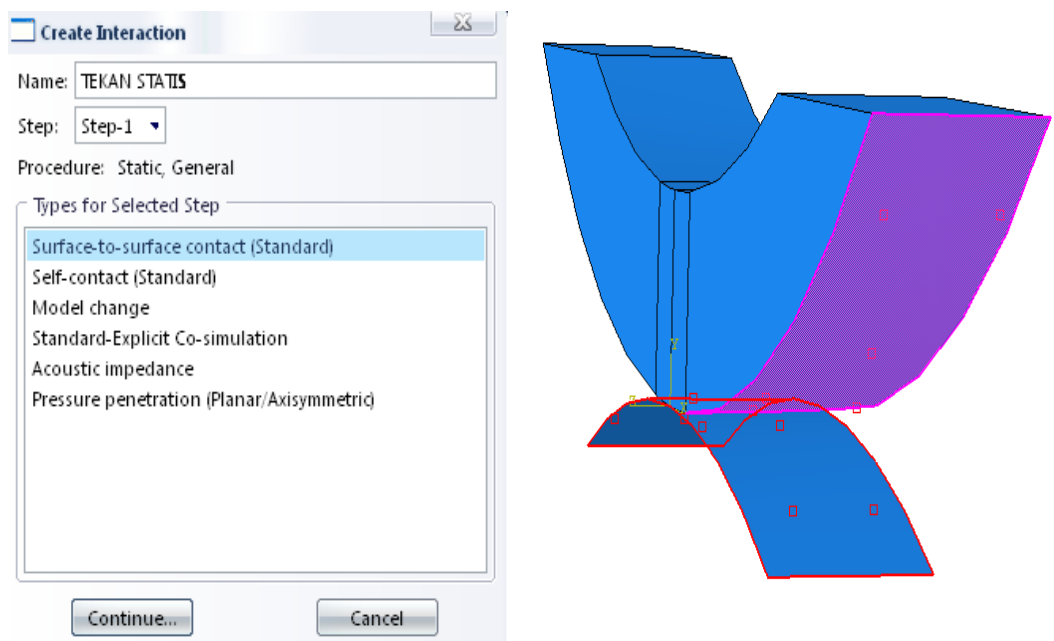 Create Interaction
Name: TEKAN STATIS
Step: Step-1
Procedure: Static, General
Types for Selected Step
Surface-to-surface contact (Standard)
Self-contact (Standard)
Model change
Standard-Explicit Co-simulation
Acoustic impedance
Pressure penetration (Planar/Axisymmetric)
Continue... Cancel
Y